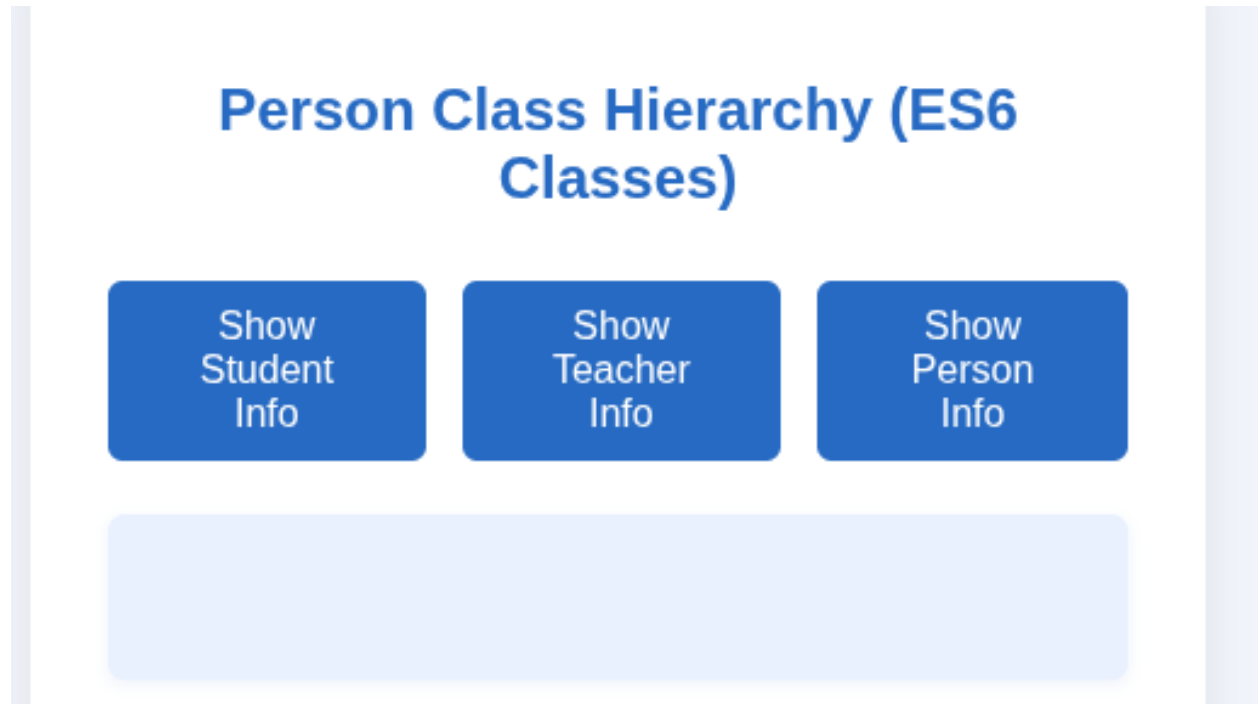 Person Class Hierarchy (ES6
Classes)
Show
Student
Info
Show
Teacher
Info
Show
Person
Info